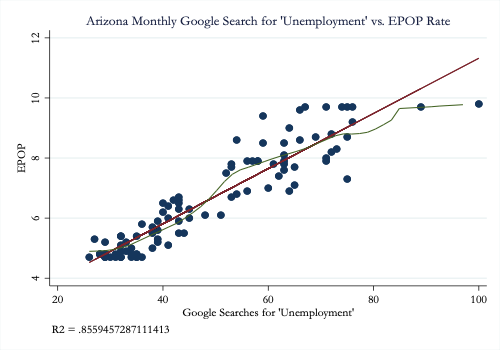 Arizona Monthly Google Search for 'Unemployment' vs. EPOP Rate
12
10
8
6
4
EPOP
20
40
60
80
100
Google Searches for 'Unemployment'
R2 = .8559457287111413